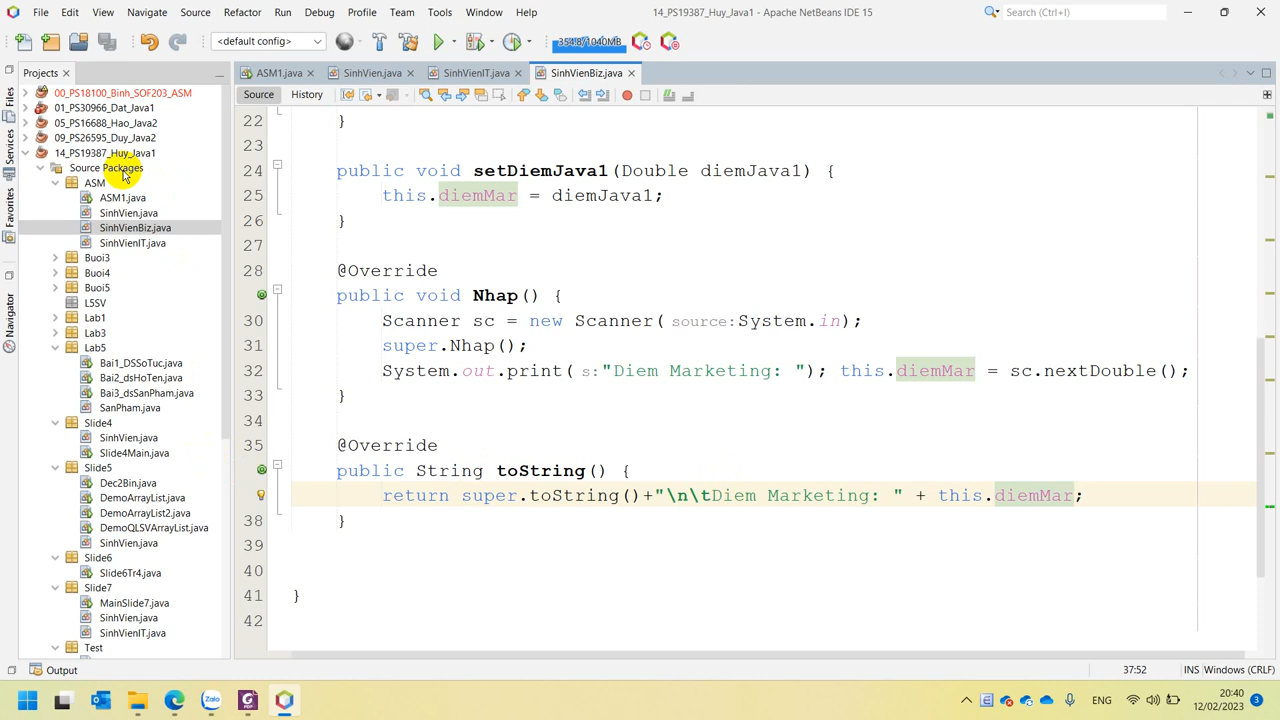 File Edit View Navigate Source Refactor Run Debug Profile Team Tools Window Help
14_PS19387_Huy_Java1 - Apache NetBeans IDE 15
Search (Ctrl+I)
<default config>
354.8/1040MB
Projects
ASM1.java
SinhVien.java
SinhVienIT.java
SinhVienBiz.java
Source
History
Files
Services
Favorites
Navigator
00_PS18100_Binh_SOF203_ASM
01_PS30966_Dat_Java1
05_PS16688_Hao_Java2
09_PS26595_Duy_Java2
14_PS19387_Huy_Java1
Source Packages
ASM
ASM1.java
SinhVien.java
SinhVienBiz.java
SinhVienIT.java
Buoi3
Buoi4
Buoi5
L5SV
Lab1
Lab3
Lab5
Bai1_DSSoTuc.java
Bai2_dsHoTen.java
Bai3_dsSanPham.java
SanPham.java
Slide4
SinhVien.java
Slide4Main.java
Slide5
Dec2Bin.java
DemoArrayList.java
DemoArrayList2.java
DemoQLSVArrayList.java
SinhVien.java
Slide6
Slide6Tr4.java
Slide7
MainSlide7.java
SinhVien.java
SinhVienIT.java
Test
22 }
23
24 public void setDiemJava1(Double diemJava1) {
25 this.diemMar = diemJava1;
26 }
27
28 @Override
public void Nhap() {
30 Scanner sc = new Scanner(source:System.in);
31 super.Nhap();
32 System.out.print(s:"Diem Marketing: "); this.diemMar = sc.nextDouble();
33 }
34
35 @Override
public String toString() {
return super.toString()+"\n\tDiem Marketing: " + this.diemMar;
38 }
39
40
41 }
42
Output
37:52
INS Windows (CRLF)
Zalo
PDF
ENG
20:40
12/02/2023
3